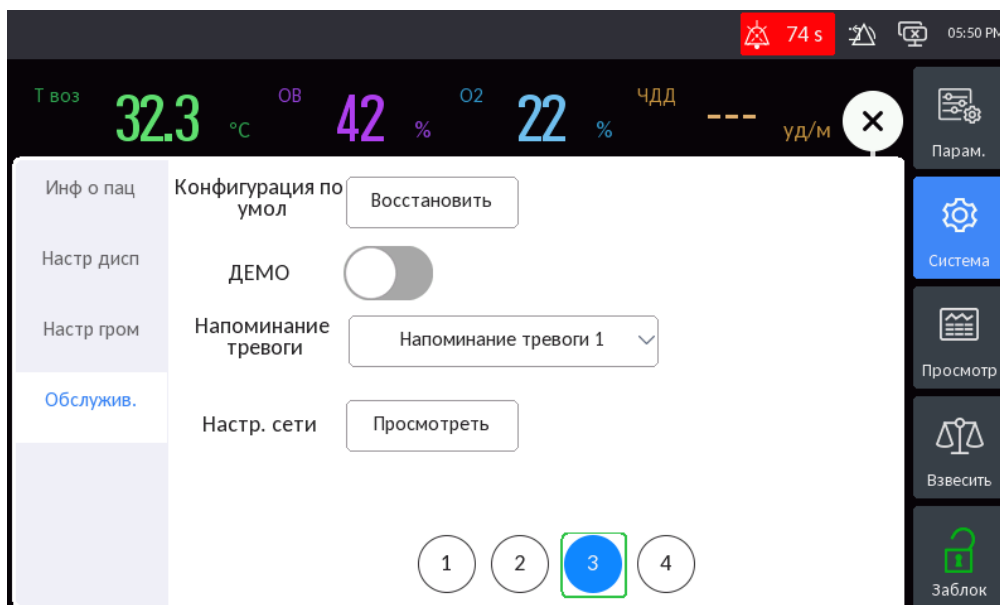 74 s
05:50 PM
Т воз
32.3
°C
ОВ
42
%
О2
22
%
ЧДД
---
уд/м
Парам.
Инф о пац
Конфигурация по
умол
Восстановить
Настр дисп
ДЕМО
Система
Настр гром
Напоминание
тревоги
Напоминание тревоги 1
Просмотр
Обслужив.
Настр. сети
Просмотреть
Взвесить
1
2
3
4
Заблок